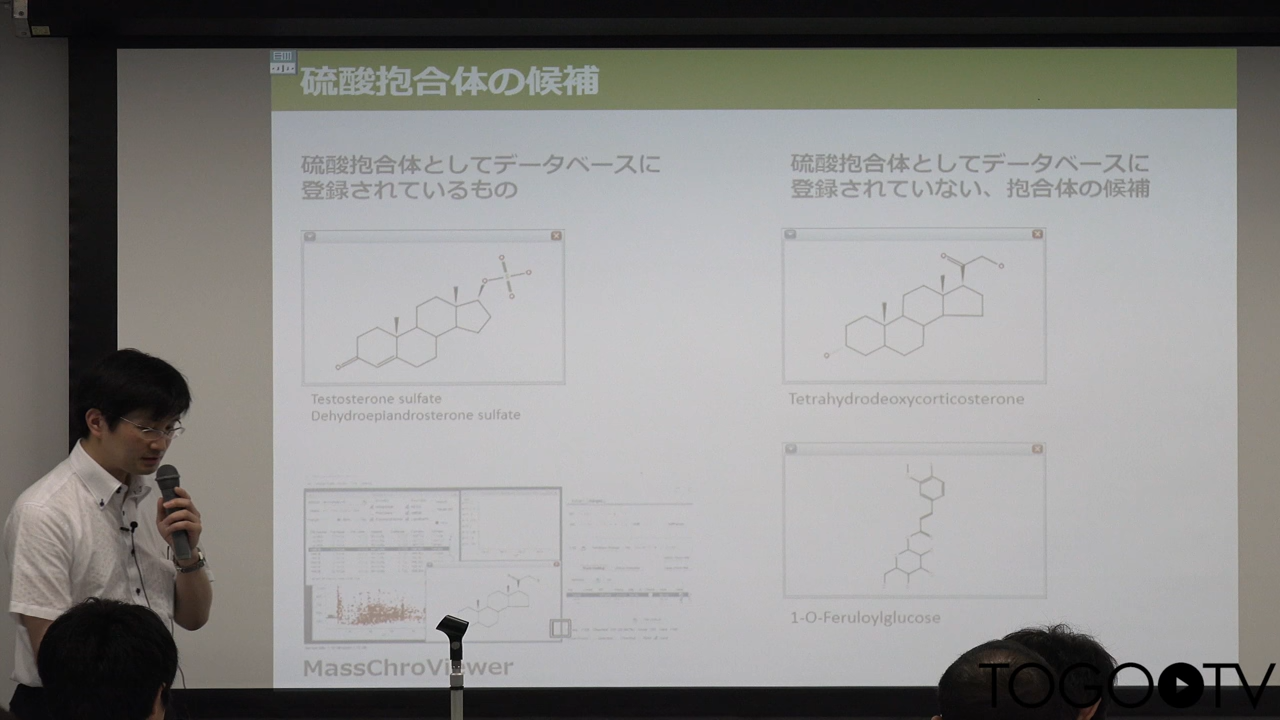 硫酸抱合体の候補
硫酸抱合体としてデータベースに
登録されているもの
Testosterone sulfate
Dehydroepiandrosterone sulfate
MassChroViewer
硫酸抱合体としてデータベースに
登録されていない、抱合体の候補
Tetrahydrodeoxycorticosterone
1-O-Feruloylglucose
TOGOTV